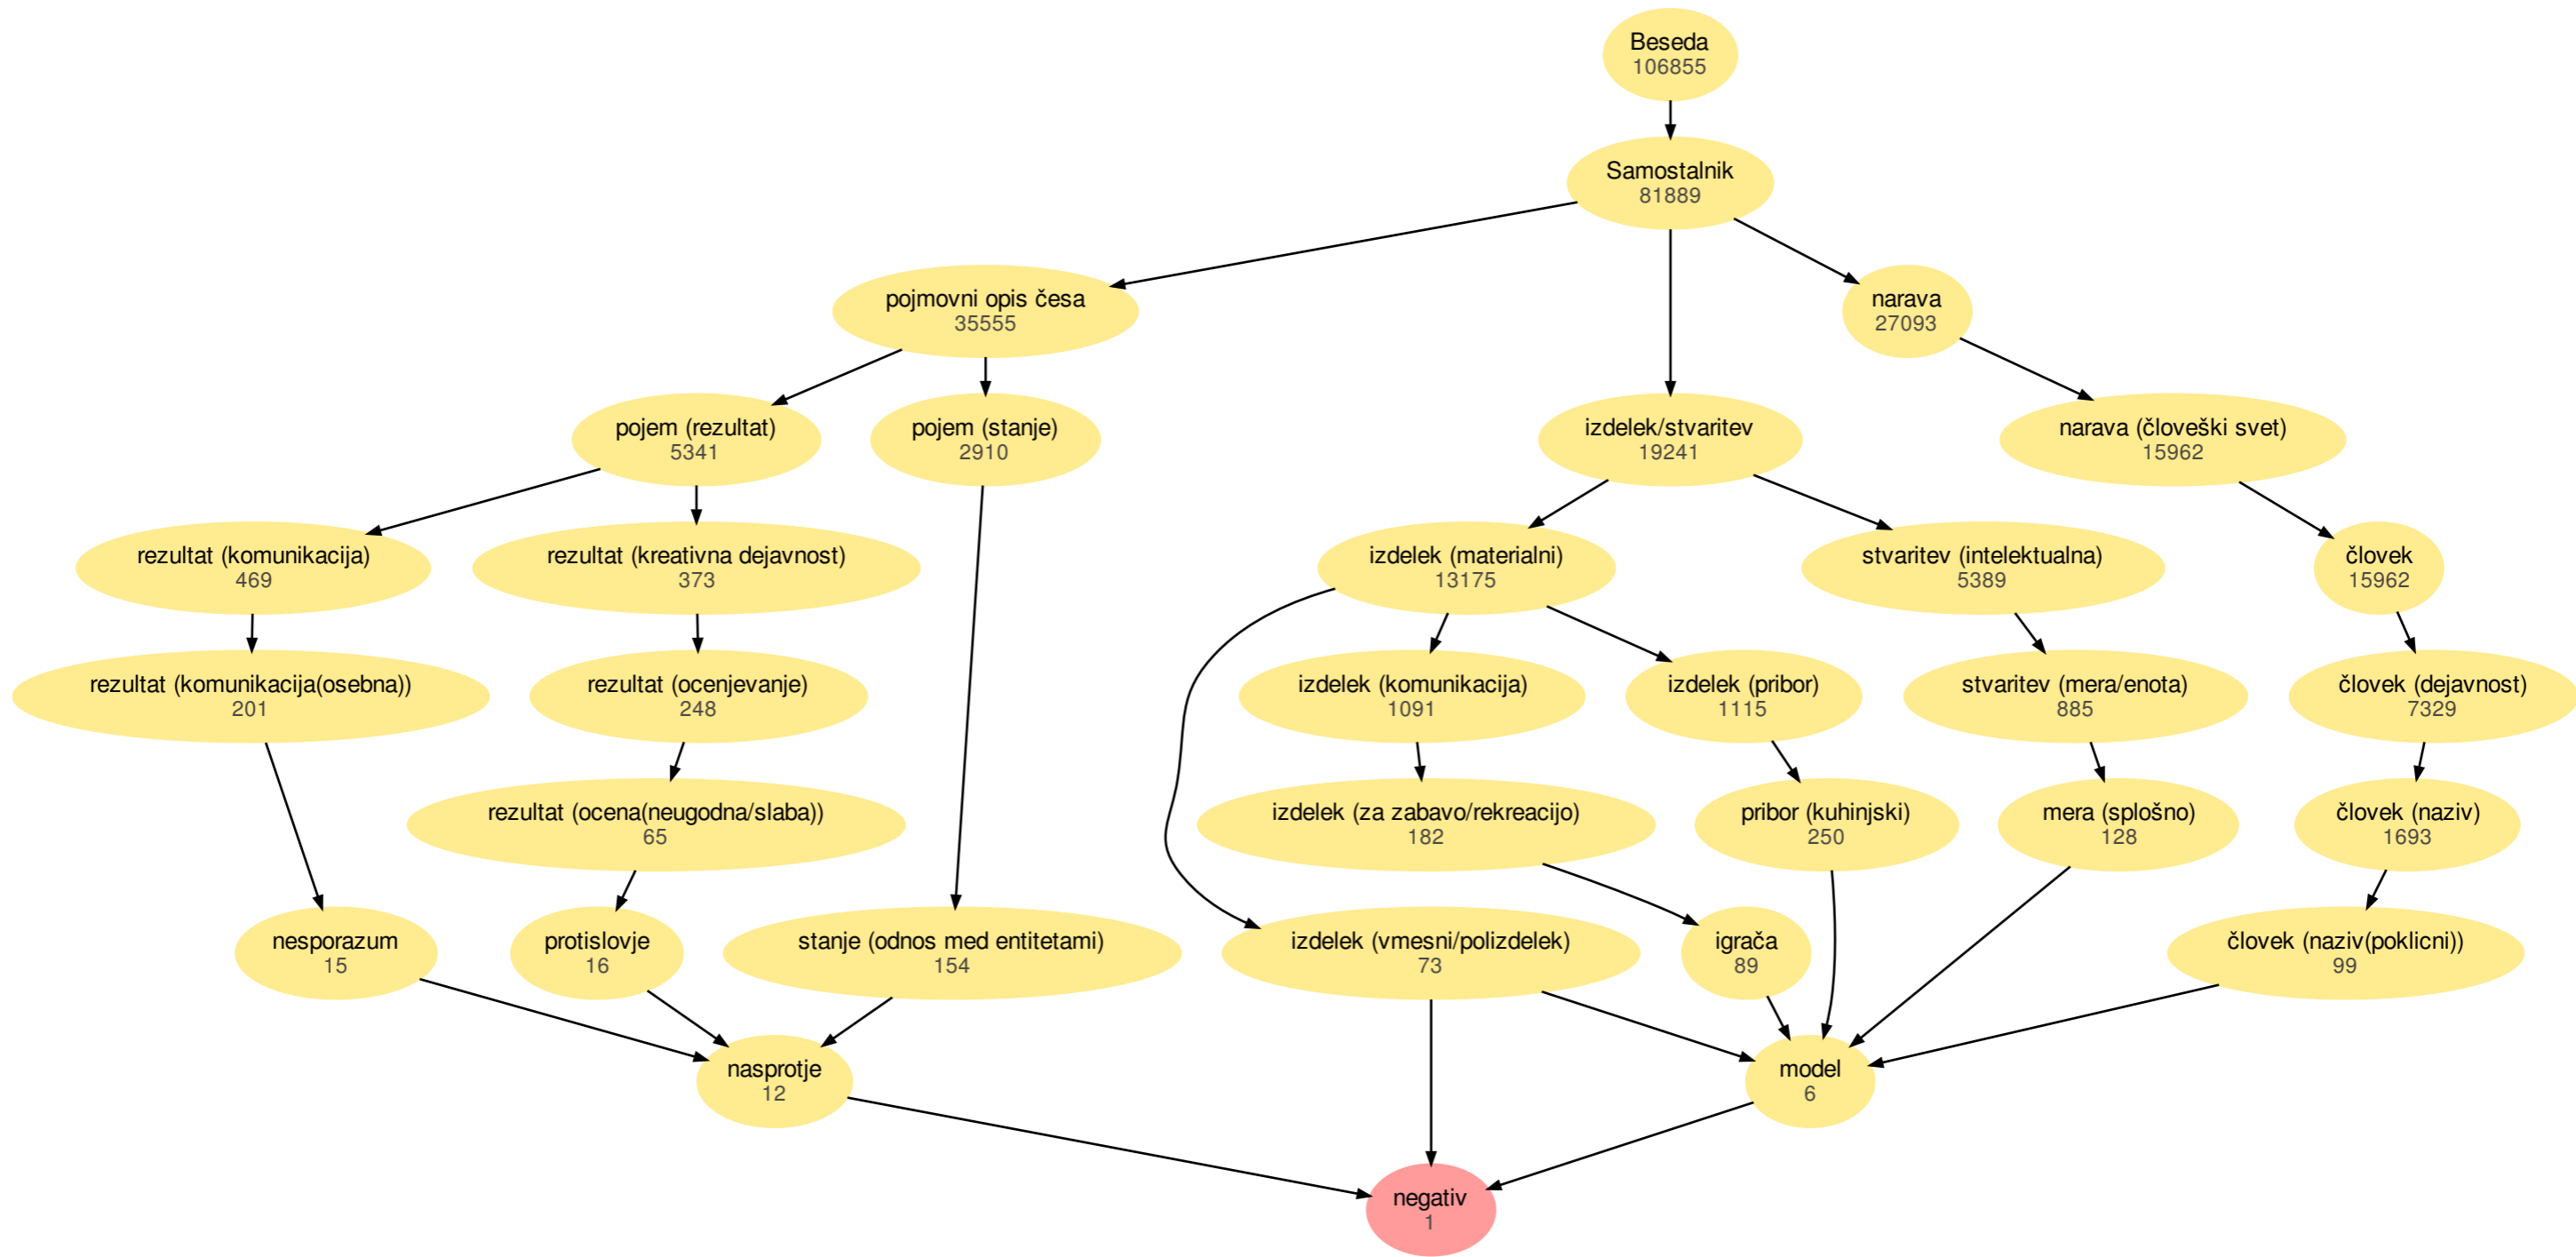 Beseda
106855
Samostalnik
81889
pojmovni opis česa
35555
narava
27093
pojem (rezultat)
5341
pojem (stanje)
2910
izdelek/stvaritev
19241
narava (človeški svet)
15962
rezultat (komunikacija)
469
rezultat (kreativna dejavnost)
373
izdelek (materialni)
13175
stvaritev (intelektualna)
5389
človek
15962
rezultat (komunikacija(osebna))
201
rezultat (ocenjevanje)
248
izdelek (komunikacija)
1091
izdelek (pribor)
1115
stvaritev (mera/enota)
885
človek (dejavnost)
7329
rezultat (ocena(neugodna/slaba))
65
izdelek (za zabavo/rekreacijo)
182
pribor (kuhinjski)
250
mera (splošno)
128
človek (naziv)
1693
nesporazum
15
protislovje
16
stanje (odnos med entitetami)
154
izdelek (vmesni/polizdelek)
73
igrača
89
človek (naziv(poklicni))
99
nasprotje
12
model
6
negativ
1